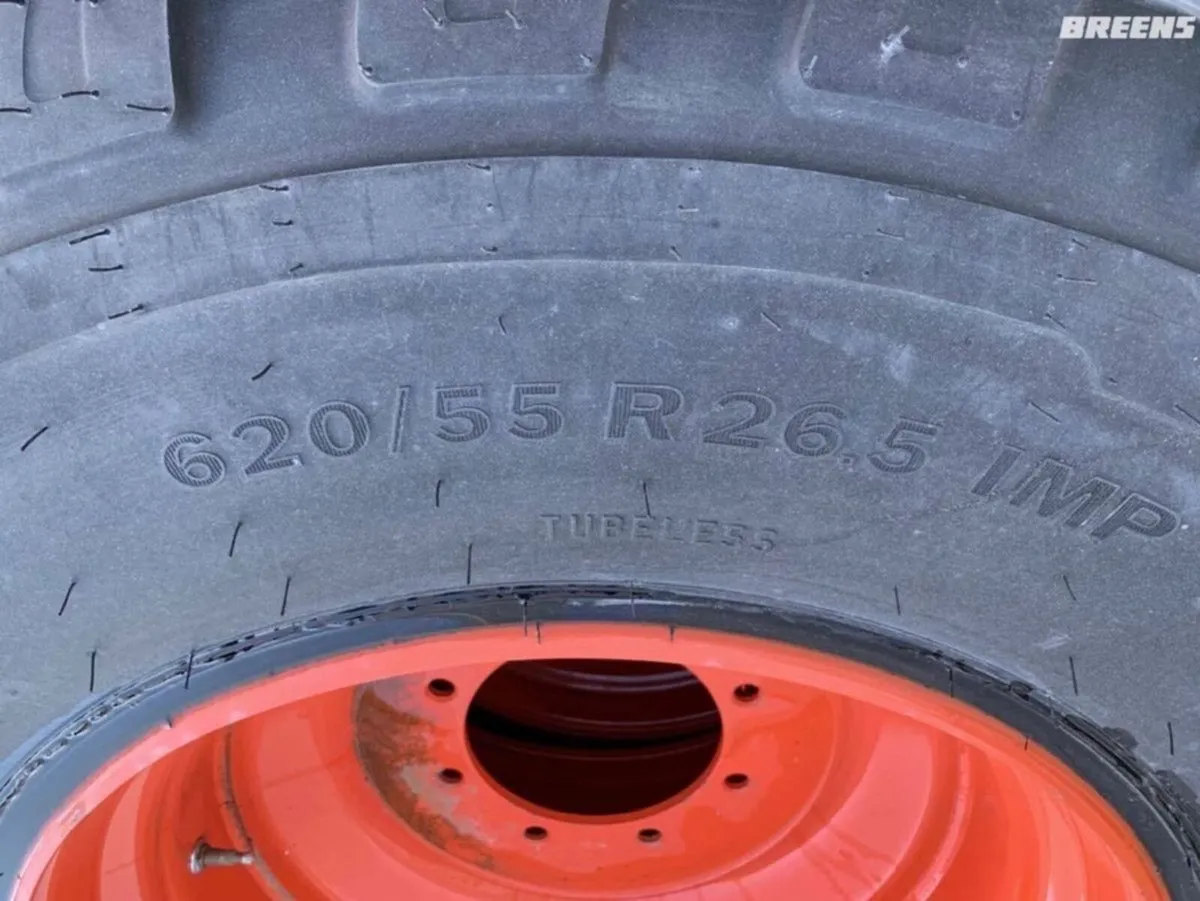 BREENS
620/55 R 26.5 IMP
TUBELESS